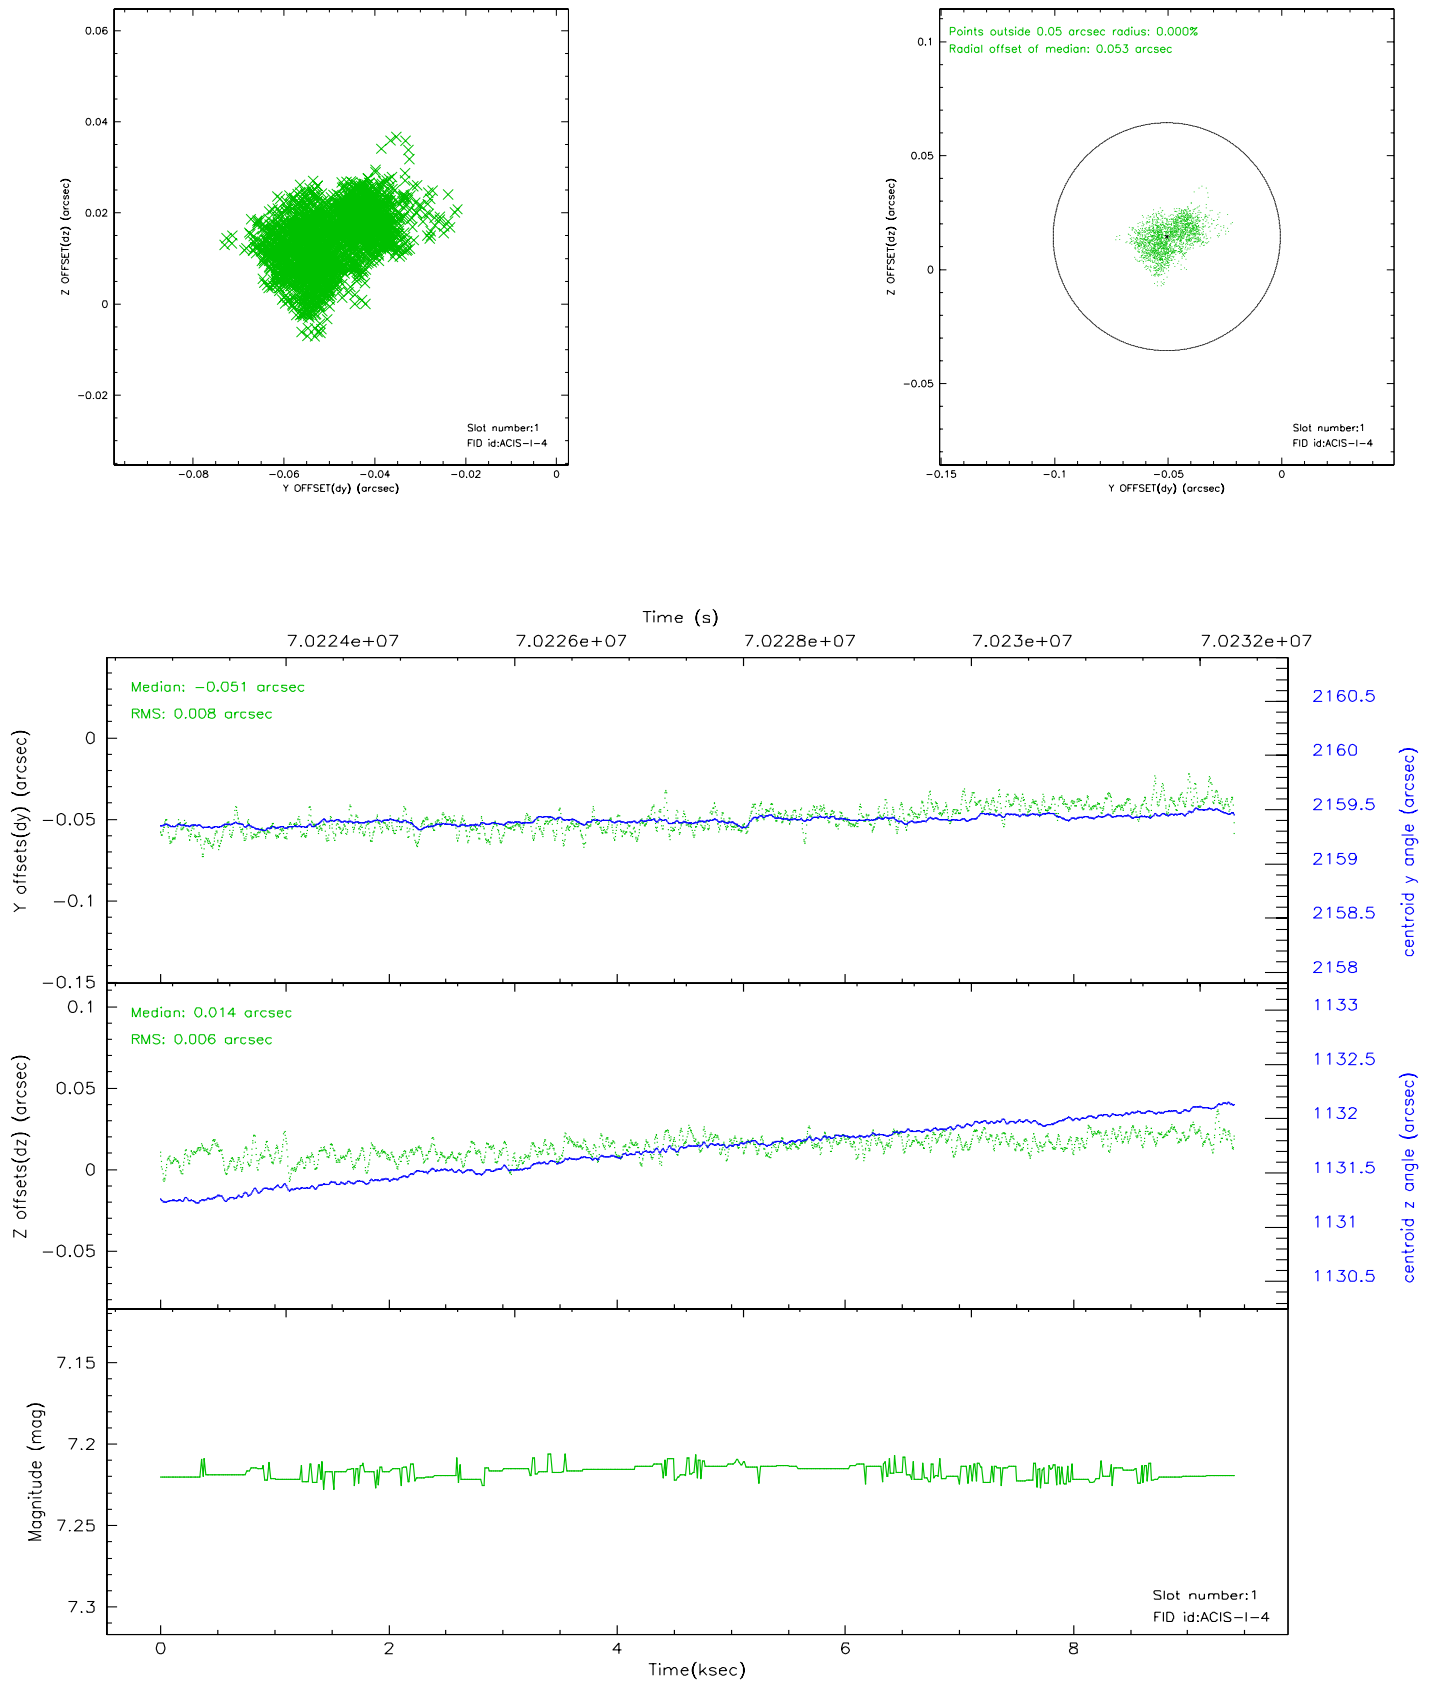 0.06
0.04
0.02
0
−0.02
Z OFFSET(dz) (arcsec)
Slot number:1
FID id:ACIS−I−4
−0.08 −0.06 −0.04 −0.02 0
Y OFFSET(dy) (arcsec)
Points outside 0.05 arcsec radius: 0.000%
Radial offset of median: 0.053 arcsec
0.1
0.05
0
−0.05
Z OFFSET(dz) (arcsec)
Slot number:1
FID id:ACIS−I−4
−0.15 −0.1 −0.05 0
Y OFFSET(dy) (arcsec)
Time (s)
7.0224e+07 7.0226e+07 7.0228e+07 7.023e+07 7.0232e+07
Median: −0.051 arcsec
RMS: 0.008 arcsec
0
−0.05
−0.1
−0.15
Y offsets(dy) (arcsec)
2160.5
2160
2159.5
2159
2158.5
2158
centroid y angle (arcsec)
Median: 0.014 arcsec
RMS: 0.006 arcsec
0.1
0.05
0
−0.05
Z offsets(dz) (arcsec)
1133
1132.5
1132
1131.5
1131
1130.5
centroid z angle (arcsec)
7.15
7.2
7.25
7.3
Magnitude (mag)
Slot number:1
FID id:ACIS−I−4
0 2 4 6 8
Time(ksec)